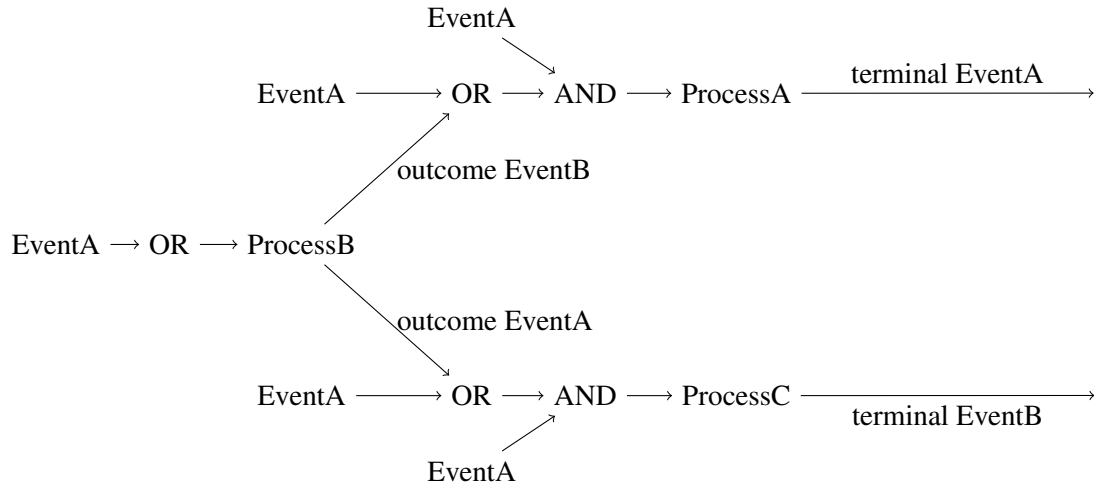 EventA
EventA OR AND ProcessA terminal EventA
outcome EventB
EventA OR ProcessB
outcome EventA
EventA OR AND ProcessC terminal EventB
EventA